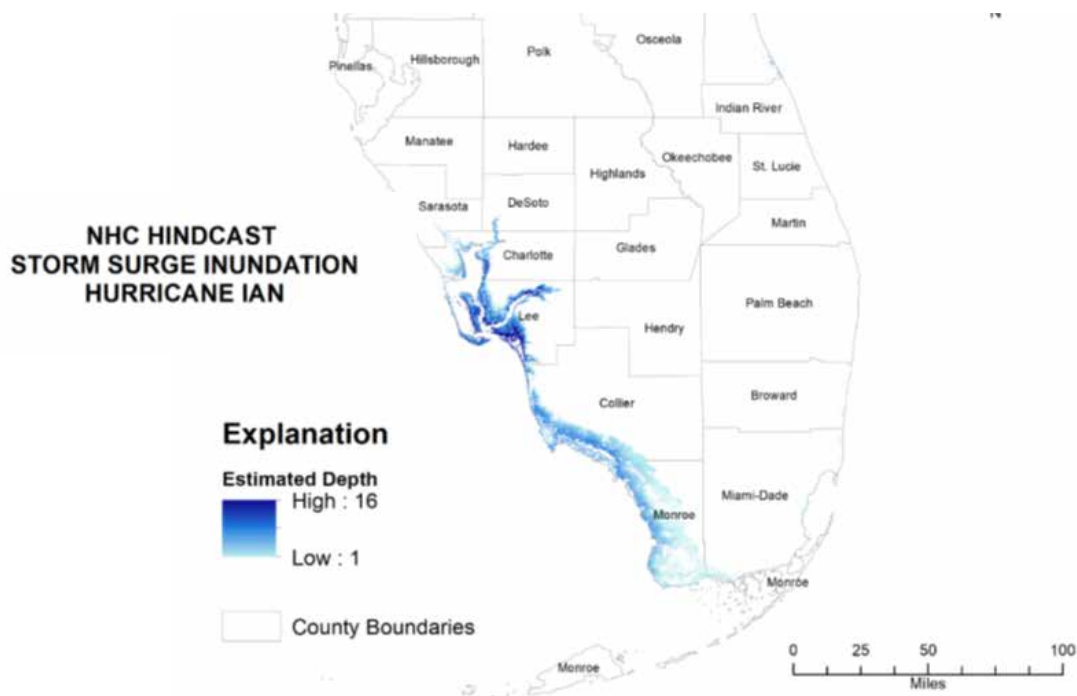 N
Osceola
Polk
Hillsborough
Pinellas
Indian River
Manatee
Hardee
Okeechobee
St. Lucie
Highlands
DeSoto
Sarasota
Martin
Glades
Charlotte
NHC HINDCAST
STORM SURGE INUNDATION
HURRICANE IAN
Palm Beach
Lee
Hendry
Broward
Collier
Explanation
Estimated Depth
High : 16
Low : 1
Miami-Dade
Monroe
Monroe
County Boundaries
Monroe
0 25 50 100
Miles